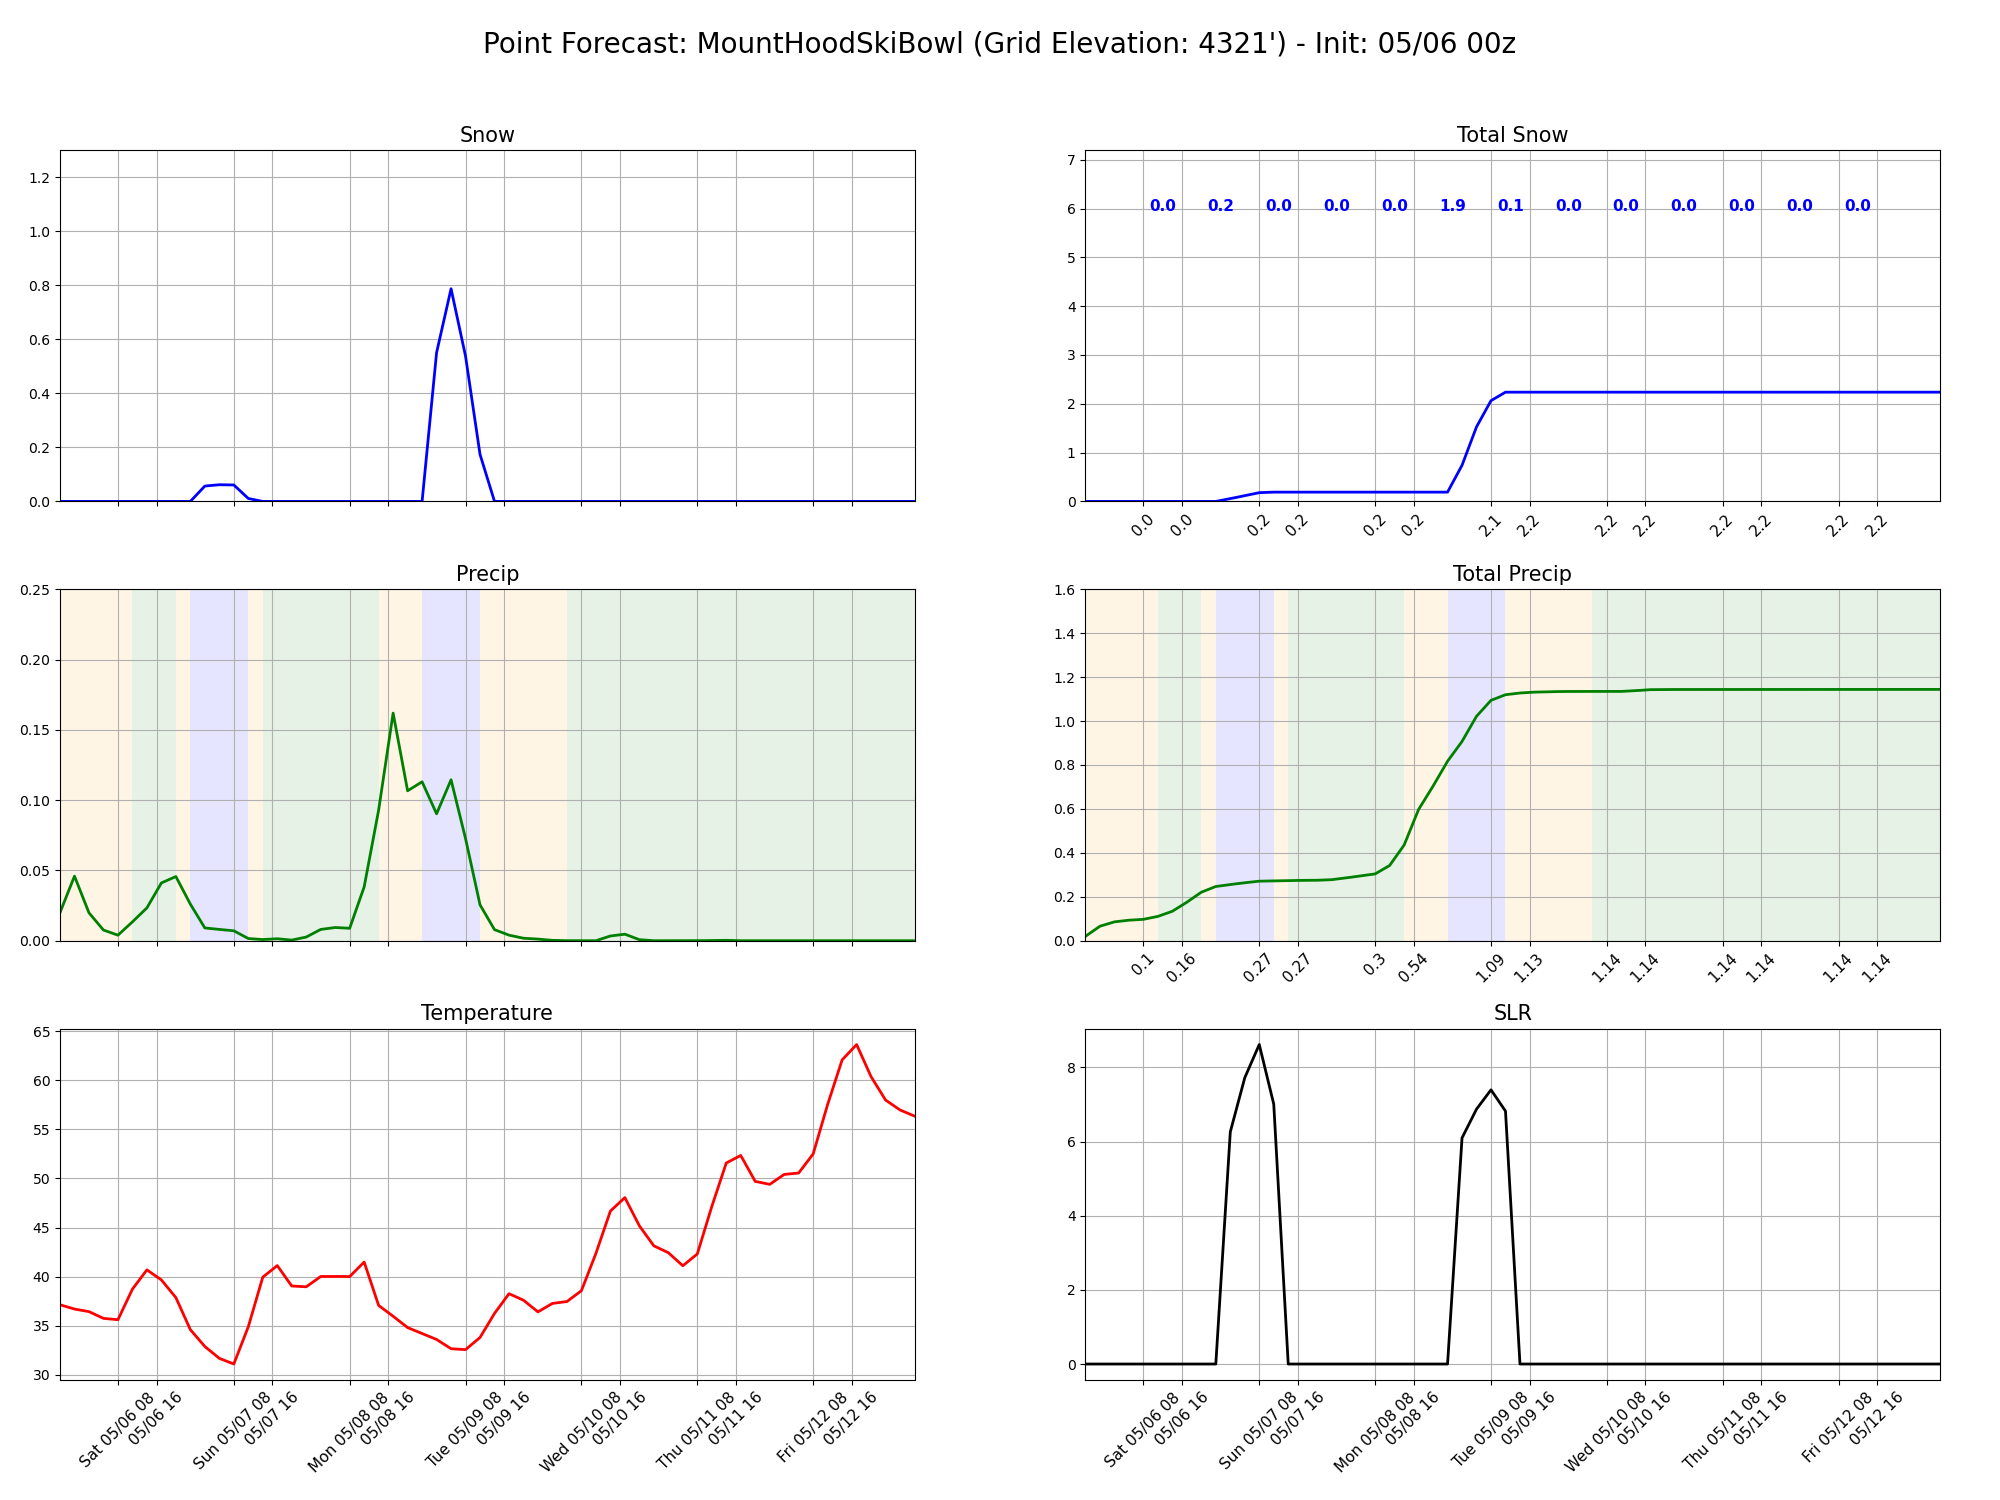 Point Forecast: MountHoodSkiBowl (Grid Elevation: 4321') - Init: 05/06 00z
Snow
1.2
1.0
0.8
0.6
0.4
0.2
0.0
Total Snow
7
6
5
4
3
2
1
0
0.0 0.2 0.0 0.0 0.0 1.9 0.1 0.0 0.0 0.0 0.0 0.0 0.0
0.0 0.0 0.2 0.2 0.2 0.2 2.1 2.2 2.2 2.2 2.2 2.2 2.2 2.2
Precip
0.25
0.20
0.15
0.10
0.05
0.00
Total Precip
1.6
1.4
1.2
1.0
0.8
0.6
0.4
0.2
0.0
0.1 0.16 0.27 0.27 0.3 0.54 1.09 1.13 1.14 1.14 1.14 1.14 1.14 1.14
Temperature
65
60
55
50
45
40
35
30
Sat 05/06 08
05/06 16
Sun 05/07 08
05/07 16
Mon 05/08 08
05/08 16
Tue 05/09 08
05/09 16
Wed 05/10 08
05/10 16
Thu 05/11 08
05/11 16
Fri 05/12 08
05/12 16
SLR
8
6
4
2
0
Sat 05/06 08
05/06 16
Sun 05/07 08
05/07 16
Mon 05/08 08
05/08 16
Tue 05/09 08
05/09 16
Wed 05/10 08
05/10 16
Thu 05/11 08
05/11 16
Fri 05/12 08
05/12 16